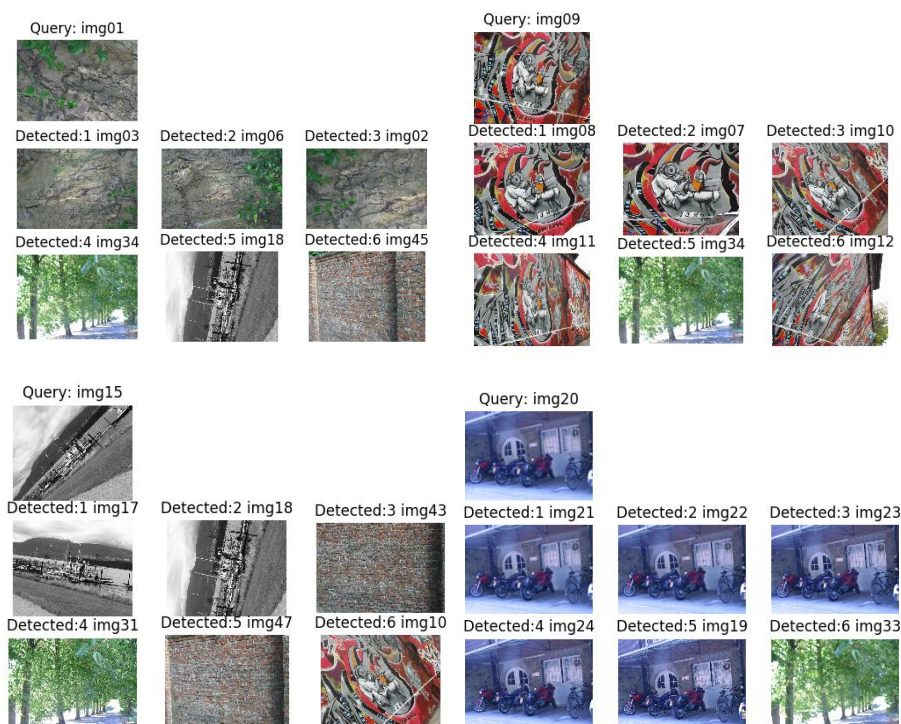 Query: img01
Detected:1 img03 Detected:2 img06 Detected:3 img02
Detected:4 img34 Detected:5 img18 Detected:6 img45
Query: img09
Detected:1 img08 Detected:2 img07 Detected:3 img10
Detected:4 img11 Detected:5 img34 Detected:6 img12
Query: img15
Detected:1 img17 Detected:2 img18 Detected:3 img43
Detected:4 img31 Detected:5 img47 Detected:6 img10
Query: img20
Detected:1 img21 Detected:2 img22 Detected:3 img23
Detected:4 img24 Detected:5 img19 Detected:6 img33